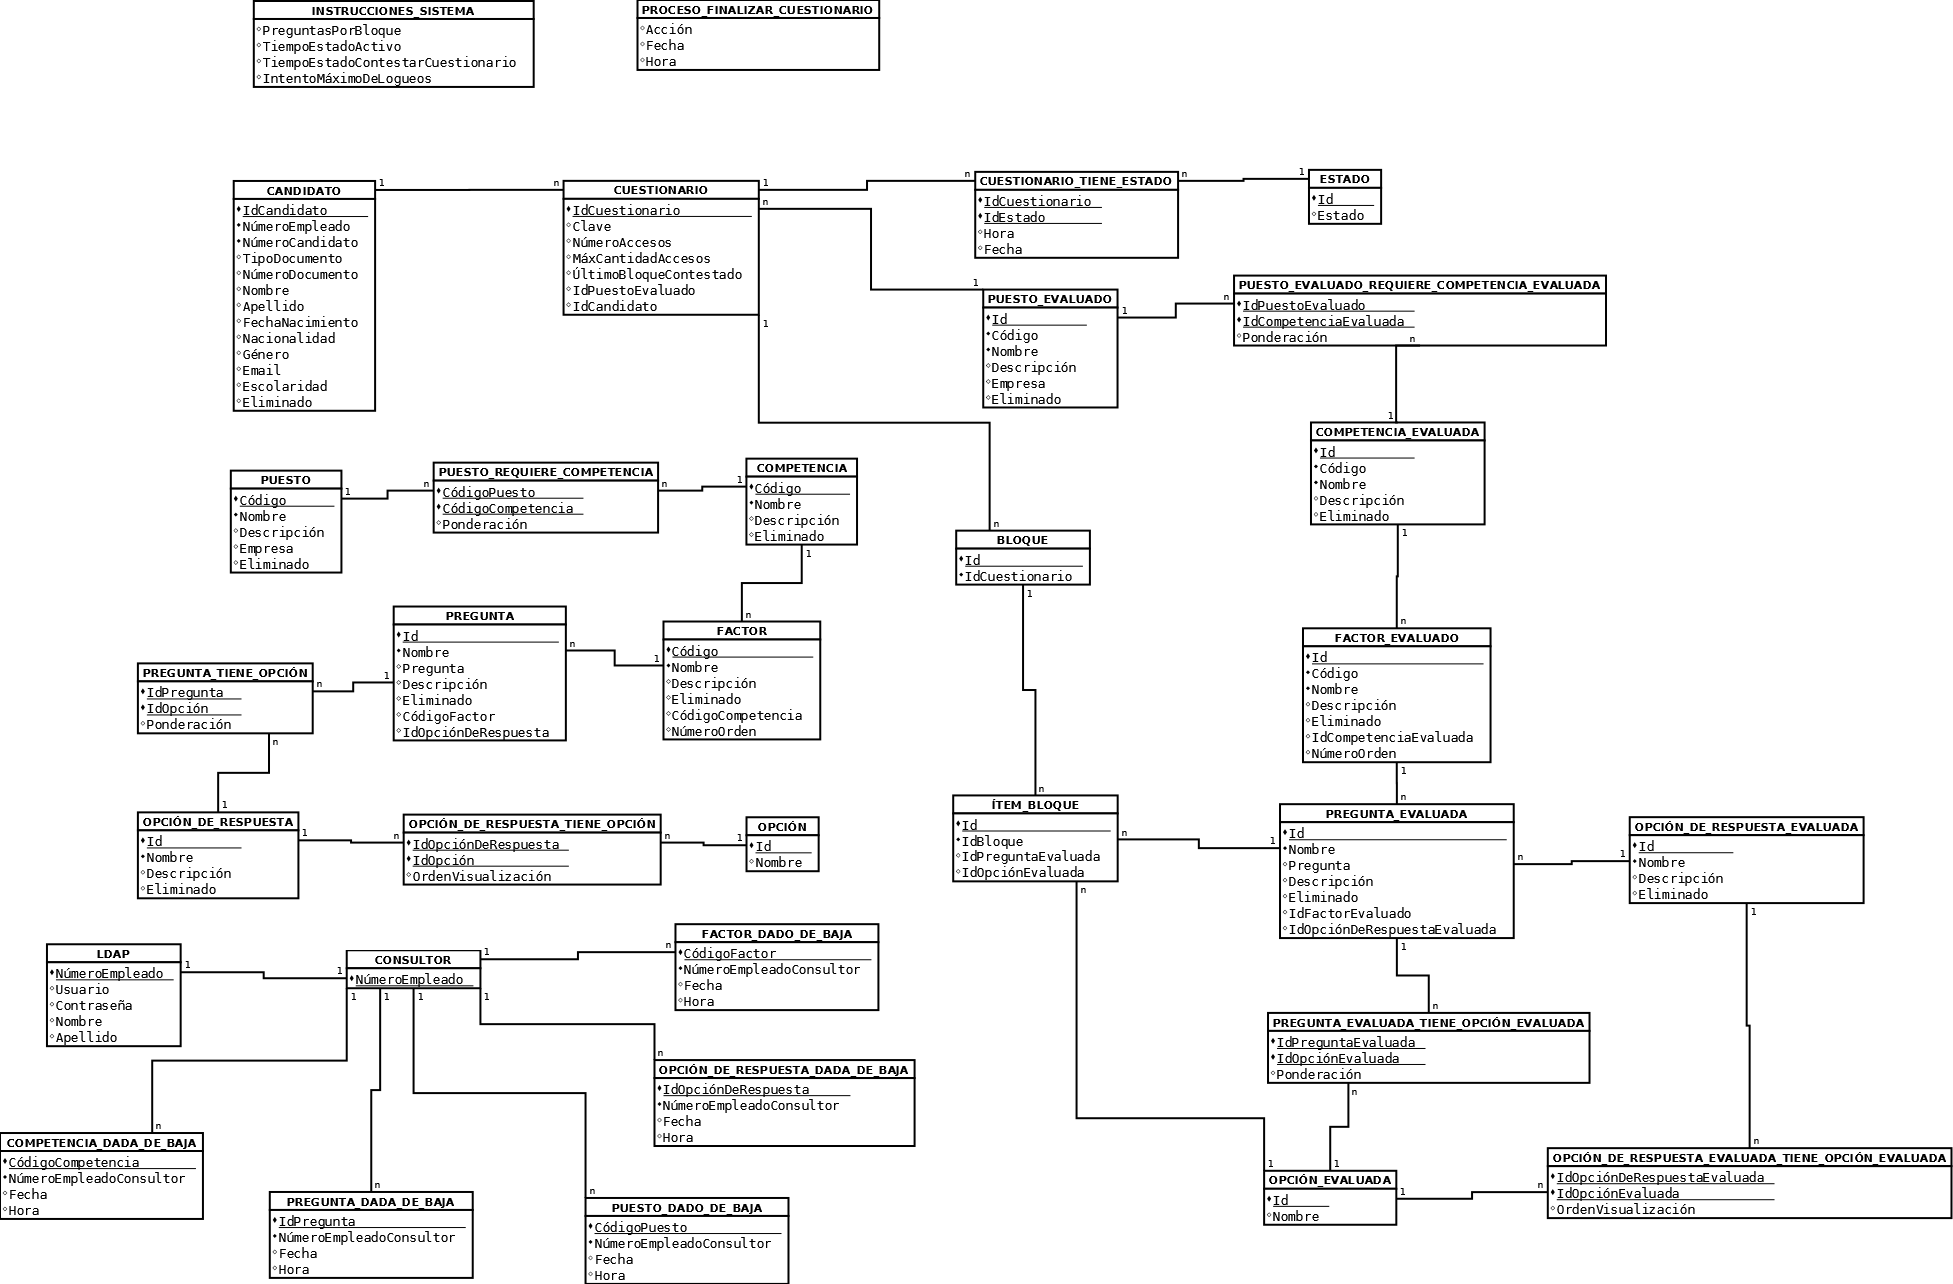 INSTRUCCIONES_SISTEMA
PreguntasPorBloque
TiempoEstadoActivo
TiempoEstadoContestarCuestionario
IntentoMáximoDeLogueos
PROCESO_FINALIZAR_CUESTIONARIO
Acción
Fecha
Hora
CANDIDATO
IdCandidato
NúmeroEmpleado
NúmeroCandidato
TipoDocumento
NúmeroDocumento
Nombre
Apellido
FechaNacimiento
Nacionalidad
Género
Email
Escolaridad
Eliminado
1
n
CUESTIONARIO
IdCuestionario
Clave
NúmeroAccesos
MáxCantidadAccesos
ÚltimoBloqueContestado
IdPuestoEvaluado
IdCandidato
1
n
1
n
CUESTIONARIO_TIENE_ESTADO
IdCuestionario
IdEstado
Hora
Fecha
n
1
ESTADO
Id
Estado
1
PUESTO_EVALUADO
Id
Código
Nombre
Descripción
Empresa
Eliminado
1
n
PUESTO_EVALUADO_REQUIERE_COMPETENCIA_EVALUADA
IdPuestoEvaluado
IdCompetenciaEvaluada
Ponderación
n
1
COMPETENCIA_EVALUADA
Id
Código
Nombre
Descripción
Eliminado
1
n
PUESTO
Código
Nombre
Descripción
Empresa
Eliminado
1
n
PUESTO_REQUIERE_COMPETENCIA
CódigoPuesto
CódigoCompetencia
Ponderación
n
1
COMPETENCIA
Código
Nombre
Descripción
Eliminado
1
n
n
BLOQUE
Id
IdCuestionario
1
n
PREGUNTA
Id
Nombre
Pregunta
Descripción
Eliminado
CódigoFactor
IdOpciónDeRespuesta
n
1
FACTOR
Código
Nombre
Descripción
Eliminado
CódigoCompetencia
NúmeroOrden
FACTOR_EVALUADO
Id
Código
Nombre
Descripción
Eliminado
IdCompetenciaEvaluada
NúmeroOrden
1
n
PREGUNTA_TIENE_OPCIÓN
IdPregunta
IdOpción
Ponderación
n
1
n
1
OPCIÓN_DE_RESPUESTA
Id
Nombre
Descripción
Eliminado
1
n
OPCIÓN_DE_RESPUESTA_TIENE_OPCIÓN
IdOpciónDeRespuesta
IdOpción
OrdenVisualización
n
1
OPCIÓN
Id
Nombre
ÍTEM_BLOQUE
Id
IdBloque
IdPreguntaEvaluada
IdOpciónEvaluada
n
1
n
PREGUNTA_EVALUADA
Id
Nombre
Pregunta
Descripción
Eliminado
IdFactorEvaluado
IdOpciónDeRespuestaEvaluada
n
1
1
n
OPCIÓN_DE_RESPUESTA_EVALUADA
Id
Nombre
Descripción
Eliminado
1
n
LDAP
NúmeroEmpleado
Usuario
Contraseña
Nombre
Apellido
1
1
CONSULTOR
NúmeroEmpleado
1
1
1
1
1
n
FACTOR_DADO_DE_BAJA
CódigoFactor
NúmeroEmpleadoConsultor
Fecha
Hora
n
OPCIÓN_DE_RESPUESTA_DADA_DE_BAJA
IdOpciónDeRespuesta
NúmeroEmpleadoConsultor
Fecha
Hora
PREGUNTA_EVALUADA_TIENE_OPCIÓN_EVALUADA
IdPreguntaEvaluada
IdOpciónEvaluada
Ponderación
n
1
n
COMPETENCIA_DADA_DE_BAJA
CódigoCompetencia
NúmeroEmpleadoConsultor
Fecha
Hora
n
PREGUNTA_DADA_DE_BAJA
IdPregunta
NúmeroEmpleadoConsultor
Fecha
Hora
n
PUESTO_DADO_DE_BAJA
CódigoPuesto
NúmeroEmpleadoConsultor
Fecha
Hora
1
OPCIÓN_EVALUADA
Id
Nombre
1
n
OPCIÓN_DE_RESPUESTA_EVALUADA_TIENE_OPCIÓN_EVALUADA
IdOpciónDeRespuestaEvaluada
IdOpciónEvaluada
OrdenVisualización